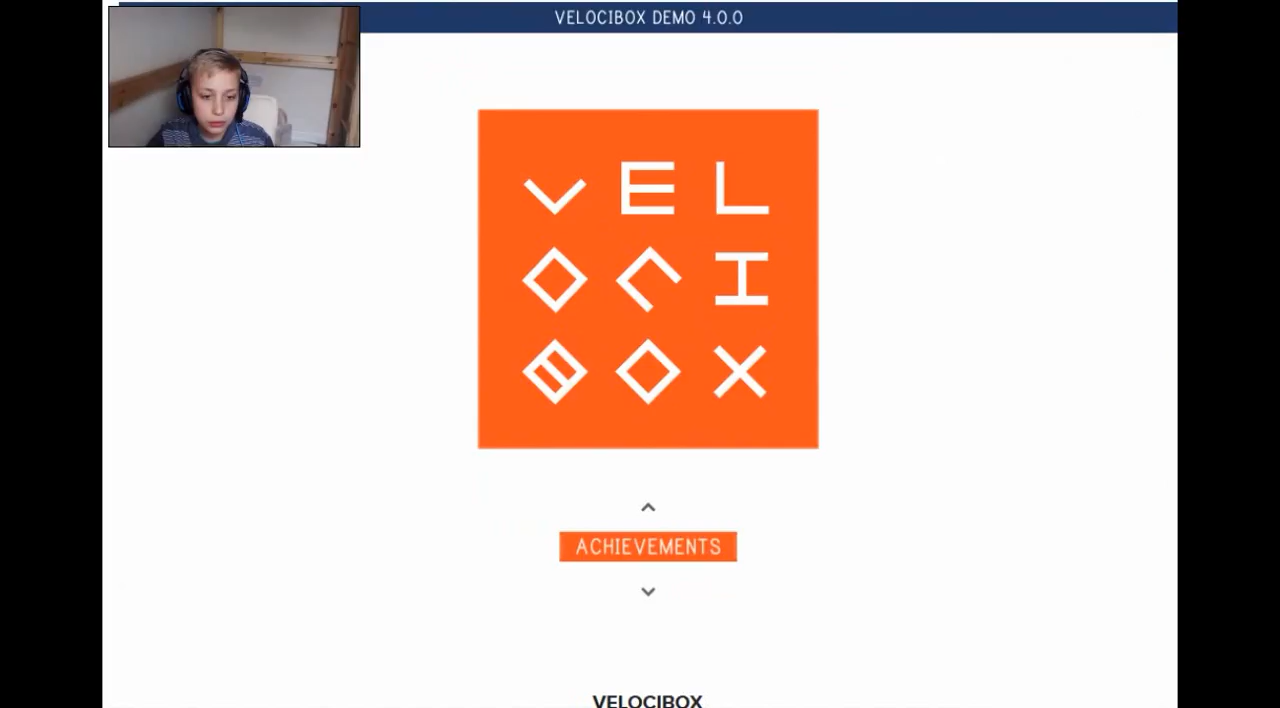 VELOCIBOX DEMO 4.0.0
VEL
OCI
BOX
ACHIEVEMENTS
VELOCIBOX